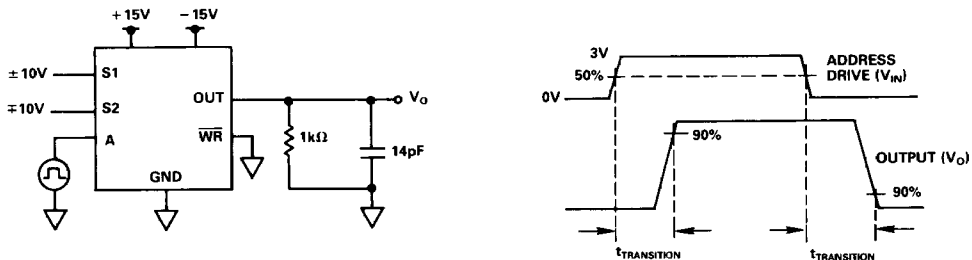 +15V
-15V
±10V
S1
∓10V
S2
A
OUT
WR
GND
1kΩ
14pF
VO
3V
50%
0V
ADDRESS
DRIVE (VIN)
90%
OUTPUT (VO)
90%
tTRANSITION
tTRANSITION